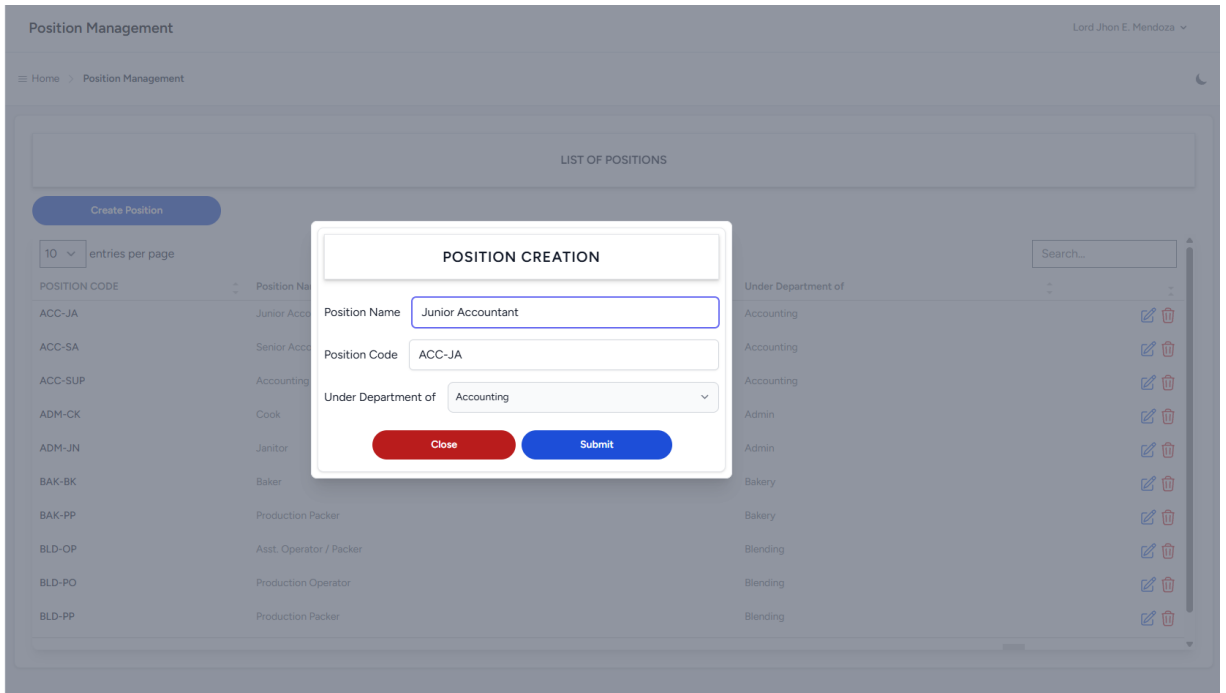 Position Management
Lord Jhon E. Mendoza
Home > Position Management
LIST OF POSITIONS
Create Position
10 entries per page
Search...
POSITION CODE Position Na Under Department of
ACC-JA Junior Acco Accounting
ACC-SA Senior Acco Accounting
ACC-SUP Accounting Accounting
ADM-CK Cook Admin
ADM-JN Janitor Admin
BAK-BK Baker Bakery
BAK-PP Production Packer Bakery
BLD-OP Asst. Operator / Packer Blending
BLD-PO Production Operator Blending
BLD-PP Production Packer Blending
POSITION CREATION
Position Name Junior Accountant
Position Code ACC-JA
Under Department of Accounting
Close Submit